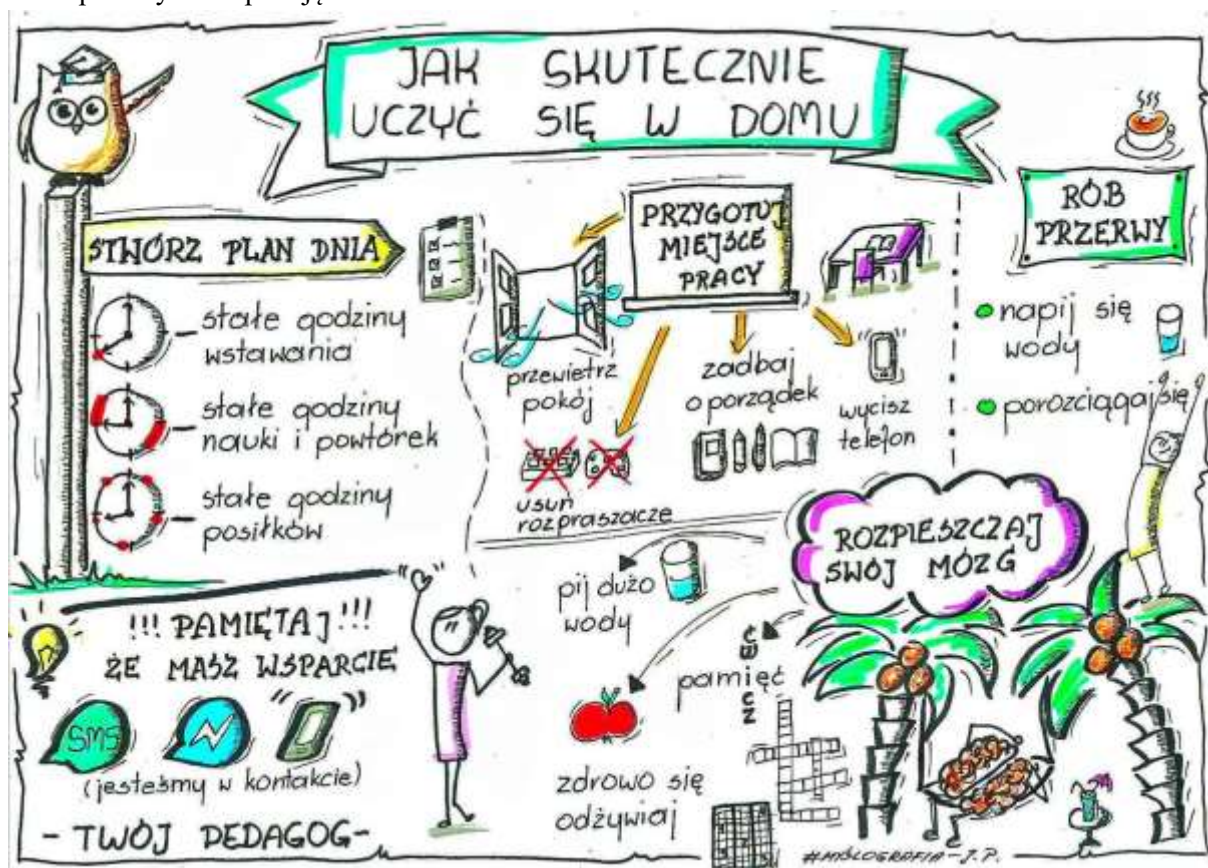 JAK SKUTECZNIE
UCZYĆ SIĘ W DOMU
STWÓRZ PLAN DNIA
stałe godziny
wstawania
stałe godziny
nauki i powtórek
stałe godziny
posiłków
PRZYGOTUJ
MIEJSCE
PRACY
przewietrz
pokój
usuń
rozpraszacze
zadbaj
o porządek
wycisz
telefon
RÓB
PRZERWY
napij się
wody
porozciągaj się
ROZPIESZCZAJ
SWÓJ MÓZG
pij dużo
wody
ĆWICZ
pamięć
zdrowo się
odżywiaj
!!! PAMIĘTAJ !!!
ŻE MASZ WSPARCIE
SMS
(jesteśmy w kontakcie)
- TWÓJ PEDAGOG -
#MYŚLOGRAFIA - J.P.